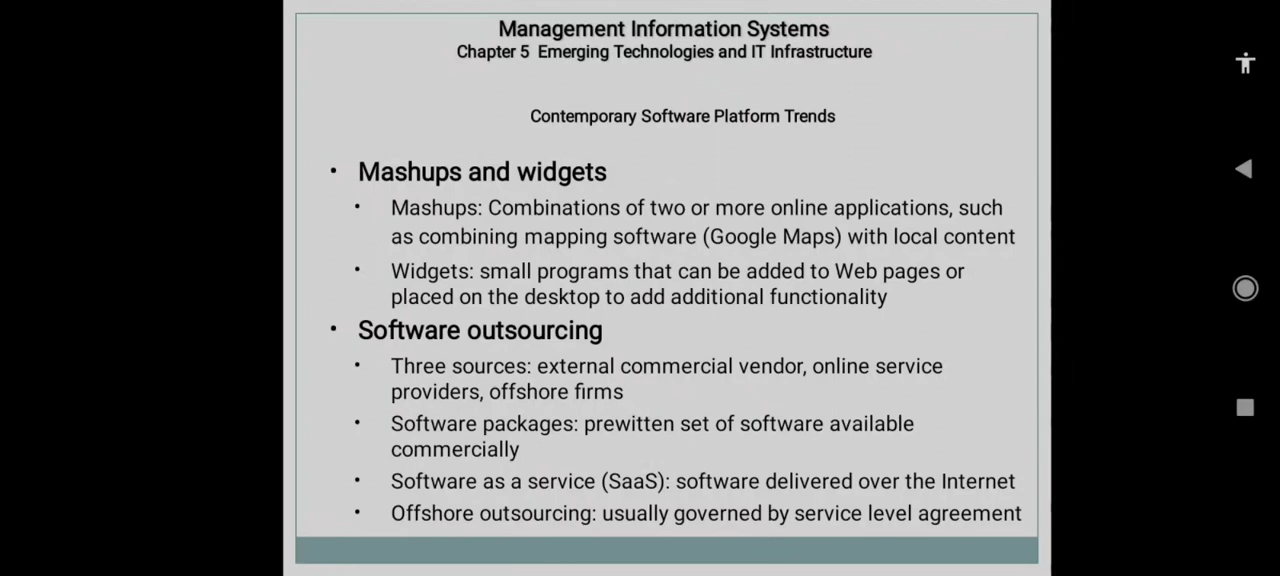 Management Information Systems
Chapter 5 Emerging Technologies and IT Infrastructure
Contemporary Software Platform Trends
• Mashups and widgets
• Mashups: Combinations of two or more online applications, such
as combining mapping software (Google Maps) with local content
• Widgets: small programs that can be added to Web pages or
placed on the desktop to add additional functionality
• Software outsourcing
• Three sources: external commercial vendor, online service
providers, offshore firms
• Software packages: prewitten set of software available
commercially
• Software as a service (SaaS): software delivered over the Internet
• Offshore outsourcing: usually governed by service level agreement